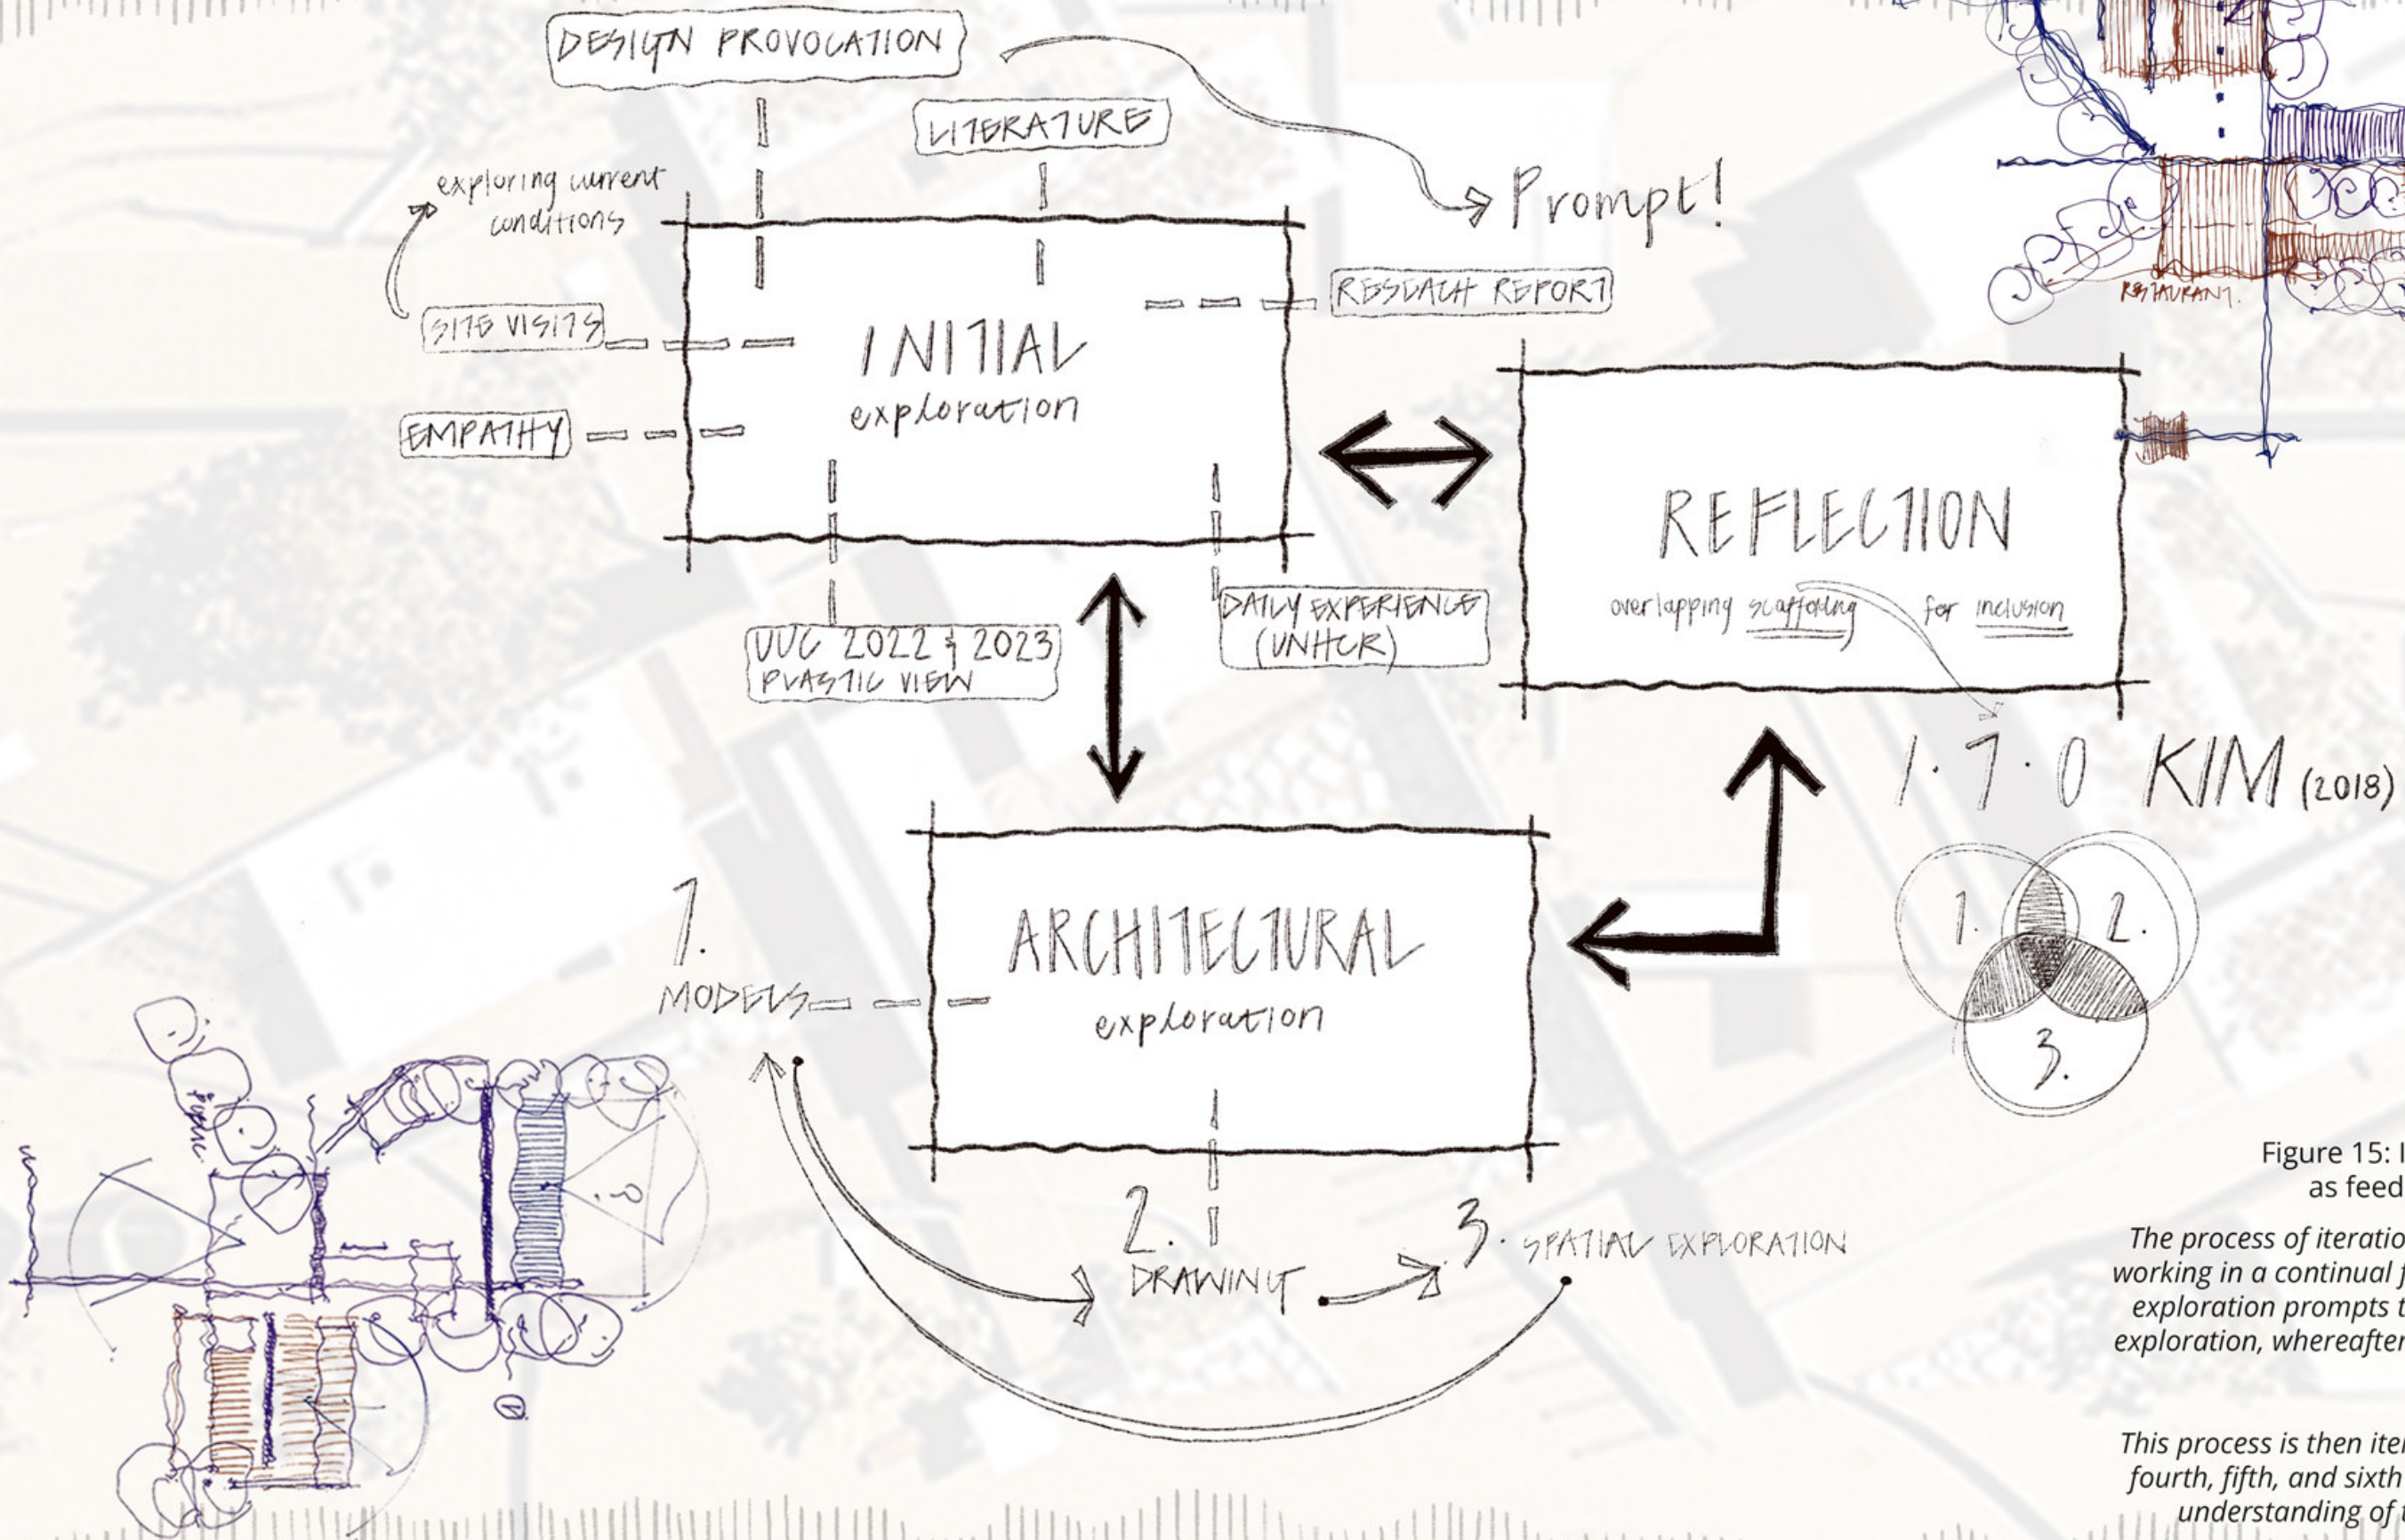 DESIGN PROVOCATION
LITERATURE
exploring current
conditions
Prompt!
SITE VISITS
RESEACH REPORT
RESTAURANT.
INITIAL
exploration
EMPATHY
REFLECTION
overlapping scaffolding for inclusion
UUC 2022 & 2023
PLASTIC VIEW
DAILY EXPERIENCE
(UNHCR)
1·7·0 KIM (2018)
1.
MODELS
ARCHITECTURAL
exploration
1.
2.
3.
public.
2.
DRAWING
3. SPATIAL EXPLORATION
?
1
Figure 15:
as feed
The process of iteratio
working in a continual f
exploration prompts t
exploration, whereafter
This process is then iter
fourth, fifth, and sixth
understanding of